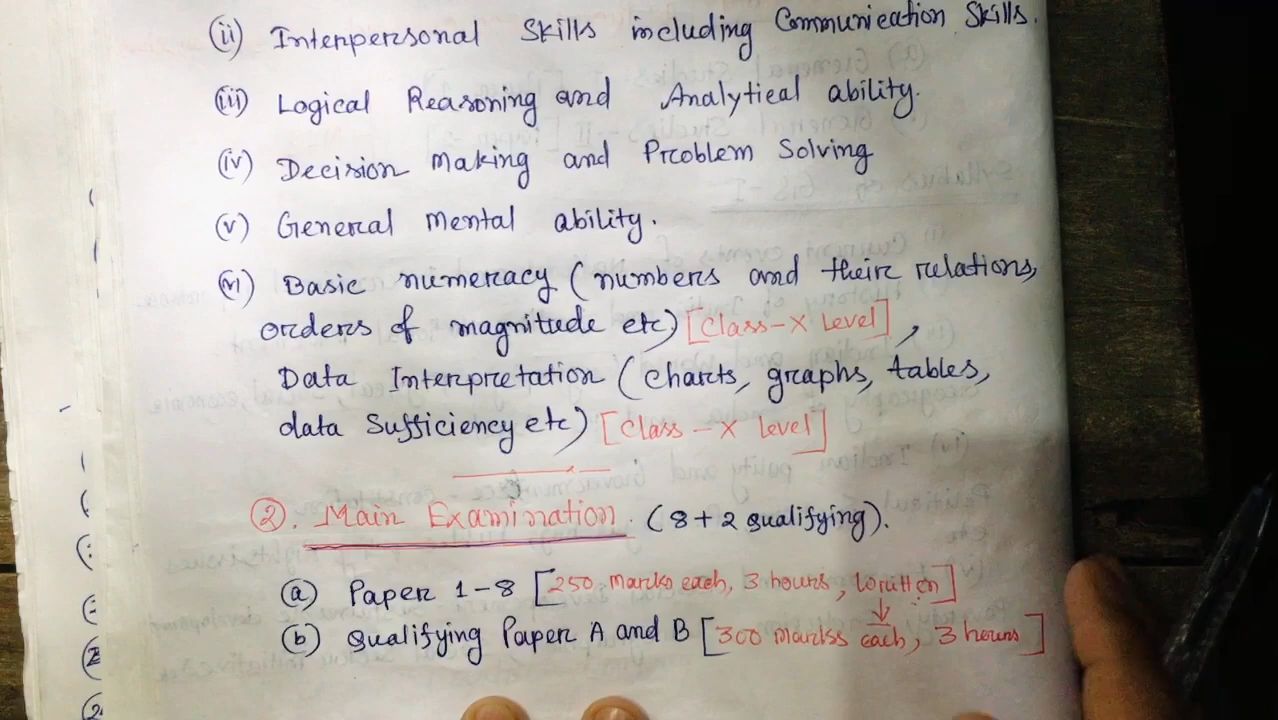 (ii) Interpersonal Skills including Communication Skills.
(iii) Logical Reasoning and Analytical ability.
(iv) Decision making and Problem Solving
(v) General mental ability.
(vi) Basic numeracy (numbers and their relations,
orders of magnitude etc) [Class-X Level]
Data Interpretation (charts, graphs, tables,
data Sufficiency etc) [Class - X level]
2. Main Examination. (8+2 qualifying).
(a) Paper 1-8 [250 marks each, 3 hours, written]
(b) Qualifying Paper A and B [300 marks each, 3 hours]